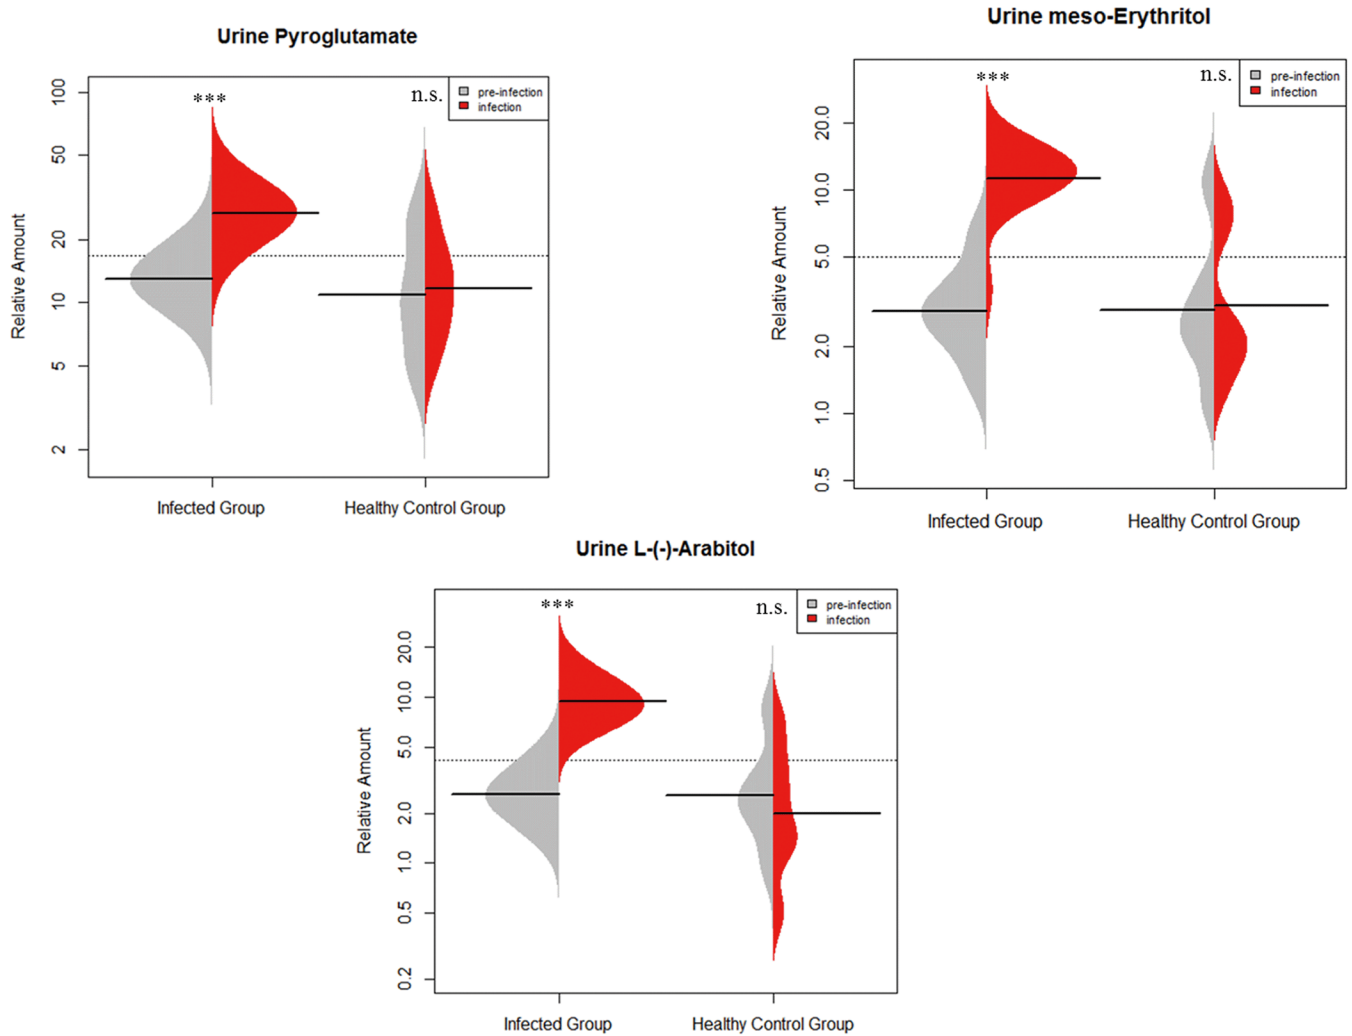 Urine Pyroglutamate
*** n.s.
pre-infection
infection
Relative Amount
100
50
20
10
5
2
Infected Group Healthy Control Group
Urine meso-Erythritol
*** n.s.
pre-infection
infection
Relative Amount
20.0
10.0
5.0
2.0
1.0
0.5
Infected Group Healthy Control Group
Urine L-(-)-Arabitol
*** n.s.
pre-infection
infection
Relative Amount
20.0
10.0
5.0
2.0
1.0
0.5
0.2
Infected Group Healthy Control Group